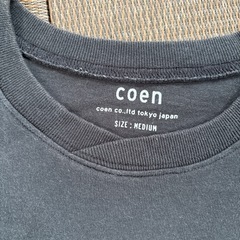 coen
coen co.,ltd tokyo japan
SIZE : MEDIUM